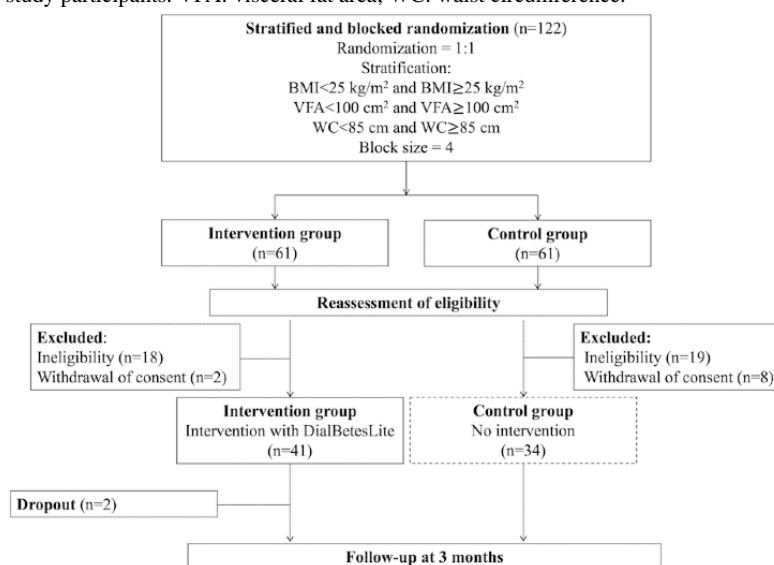 study participants. VFA: visceral fat area; WC: waist circumference.
Stratified and blocked randomization (n=122)
Randomization = 1:1
Stratification:
BMI<25 kg/m² and BMI≧25 kg/m²
VFA<100 cm² and VFA≧100 cm²
WC<85 cm and WC≧85 cm
Block size = 4
Intervention group
(n=61)
Control group
(n=61)
Reassessment of eligibility
Excluded:
Ineligibility (n=18)
Withdrawal of consent (n=2)
Excluded:
Ineligibility (n=19)
Withdrawal of consent (n=8)
Intervention group
Intervention with DialBetesLite
(n=41)
Control group
No intervention
(n=34)
Dropout (n=2)
Follow-up at 3 months